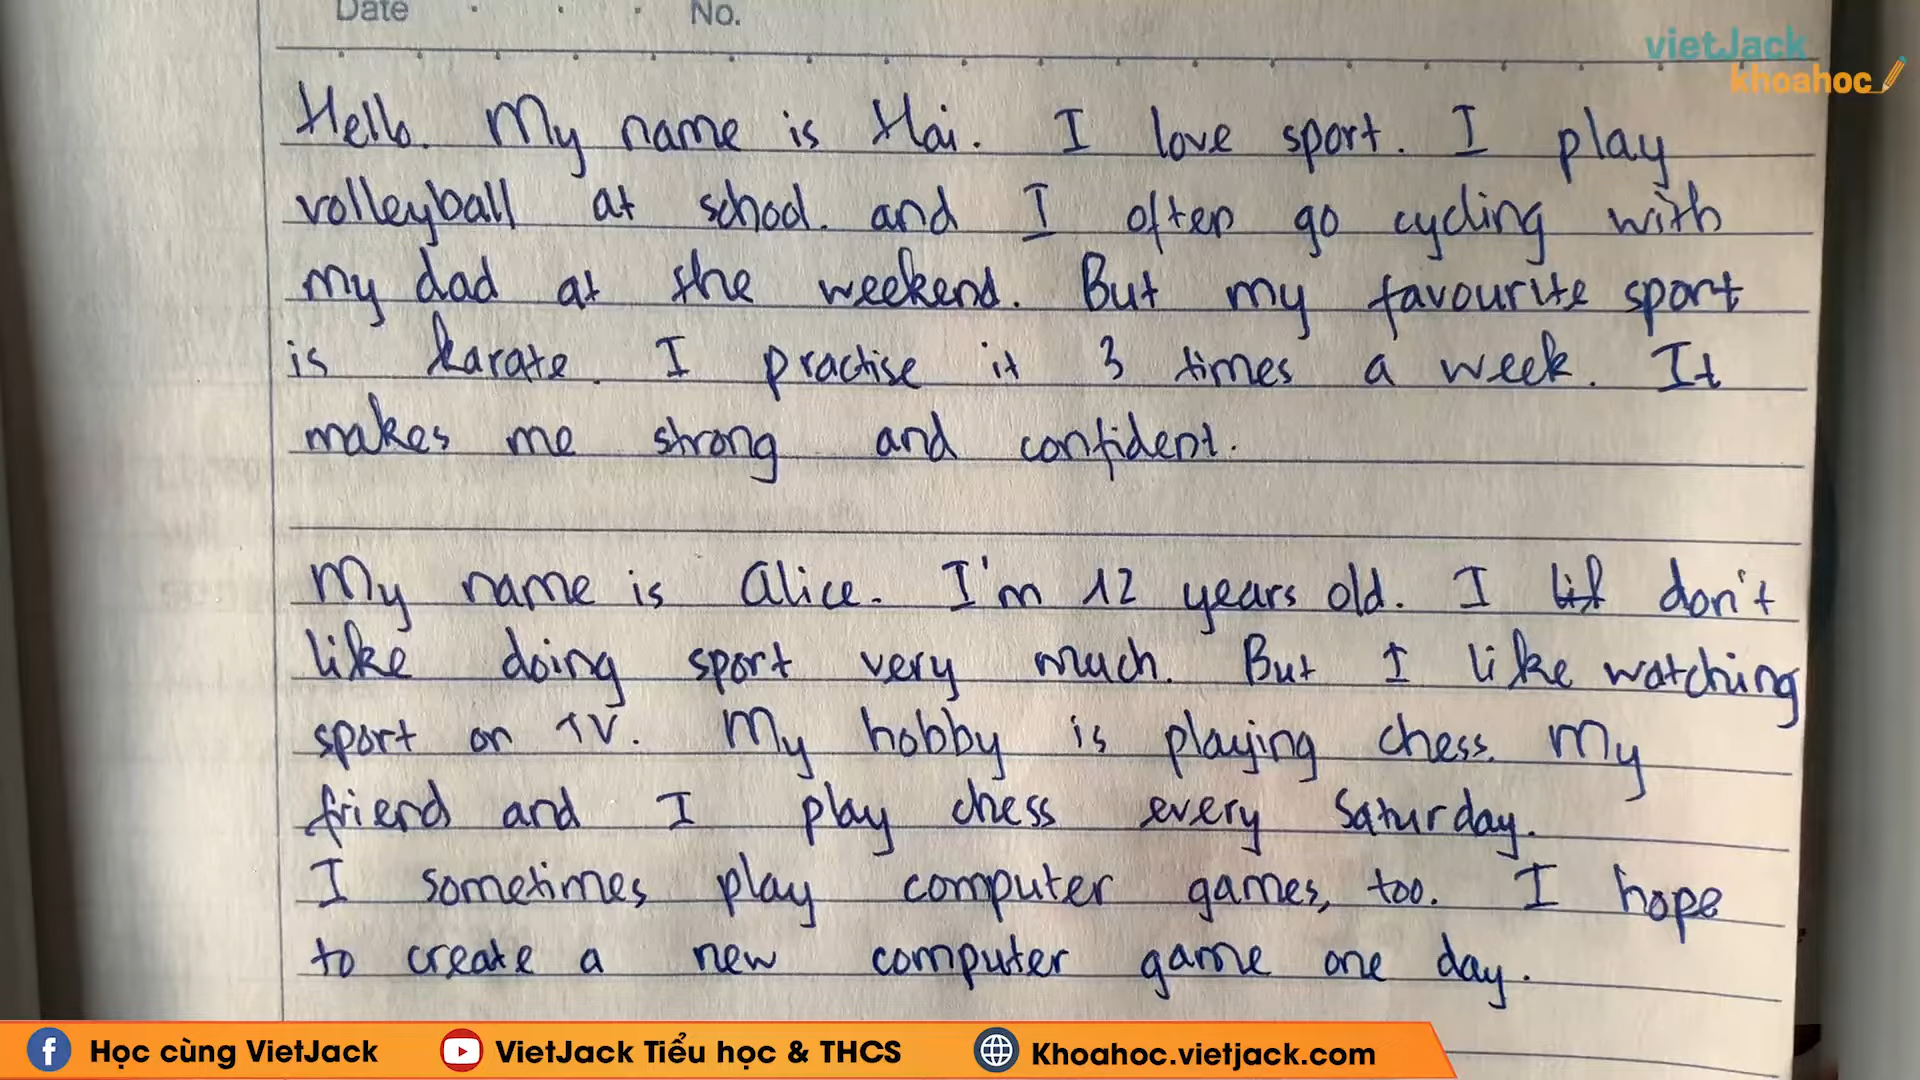 Date . . . No.
vietJack
khoahoc
Hello. My name is Hai. I love sport. I play
volleyball at school. and I often go cycling with
my dad at the weekend. But my favourite sport
is karate. I practise it 3 times a week. It
makes me strong and confident.
My name is Alice. I'm 12 years old. I don't
like doing sport very much. But I like watching
sport on TV. My hobby is playing chess. My
friend and I play chess every Saturday.
I sometimes play computer games, too. I hope
to create a new computer game one day.
Học cùng VietJack
VietJack Tiểu học & THCS
Khoahoc.vietjack.com